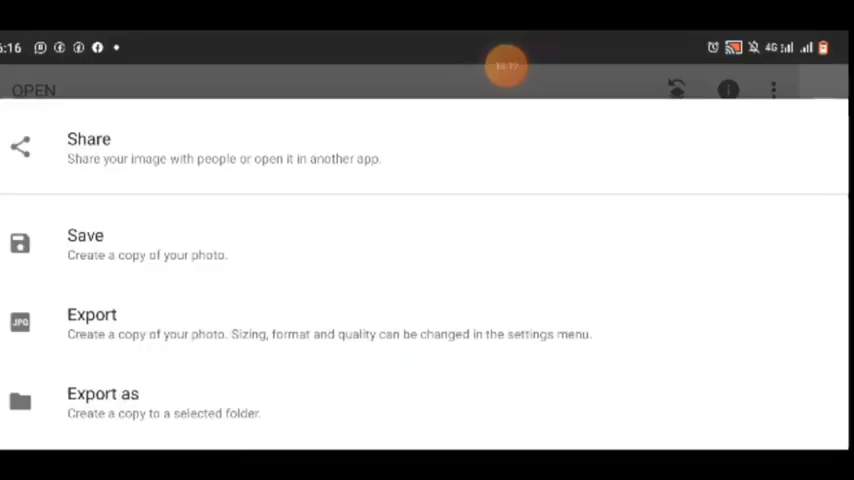 6:16
4G
OPEN
Share
Share your image with people or open it in another app.
Save
Create a copy of your photo.
JPG
Export
Create a copy of your photo. Sizing, format and quality can be changed in the settings menu.
Export as
Create a copy to a selected folder.